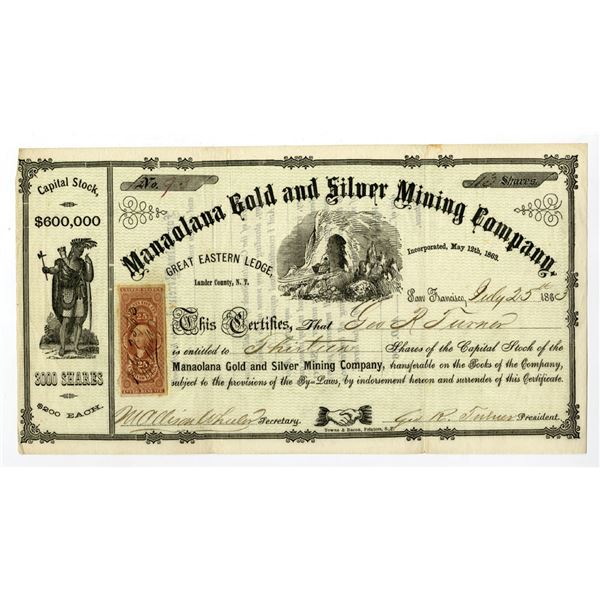 Capital Stock,
$600,000
3000 SHARES
$200 EACH.
No. 93
13 Shares.
Manaolana Gold and Silver Mining Company,
GREAT EASTERN LEDGE,
Lander County, N. T.
Incorporated, May 12th, 1863.
San Francisco, July 25th 1863
This Certifies, That Geo R Turner
is entitled to Thirteen Shares of the Capital Stock of the
Manaolana Gold and Silver Mining Company, transferable on the Books of the Company,
subject to the provisions of the By-Laws, by indorsement hereon and surrender of this Certificate.
Secretary. Geo R. Turner President.
Towne & Bacon, Printers, S. F.
25 25